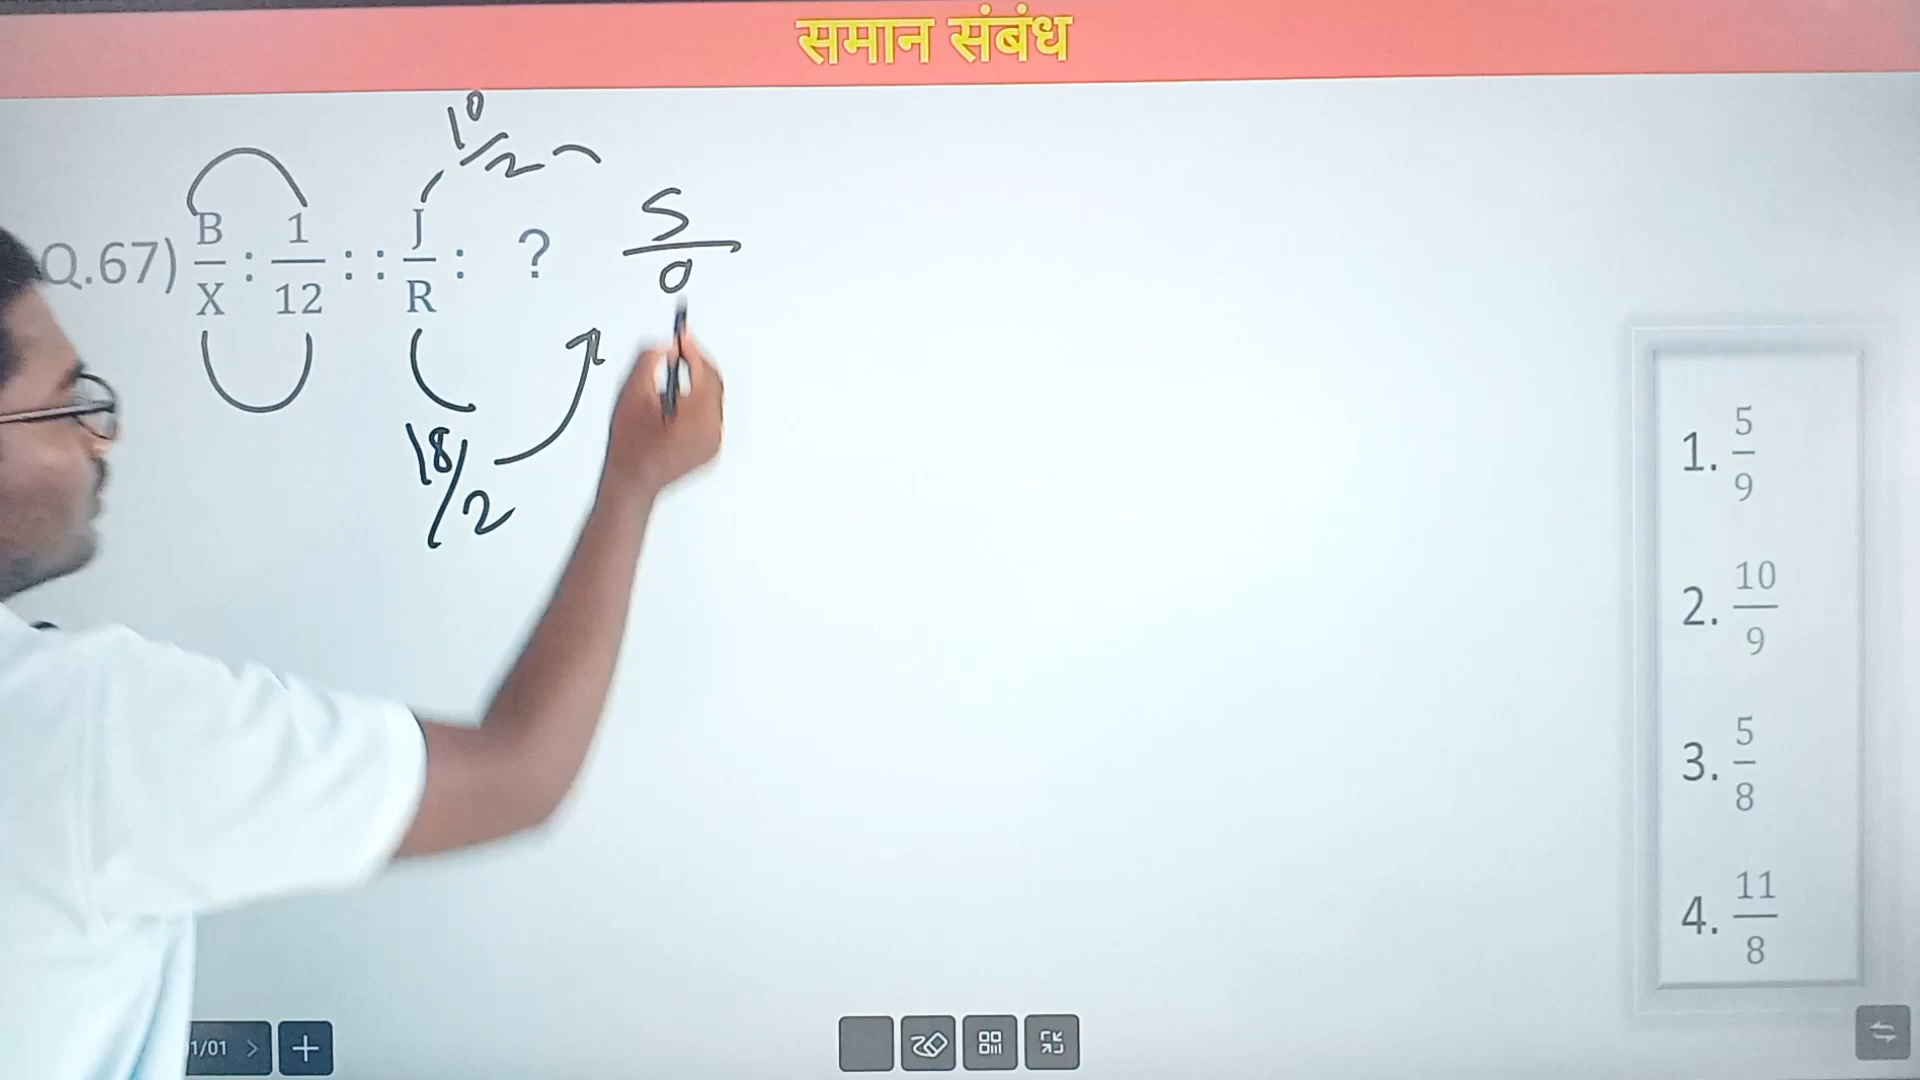 समान संबंध
10/2
Q.67) B/X : 1/12 :: J/R : ? 5/9
18/2
1. 5/9
2. 10/9
3. 5/8
4. 11/8
1/01 > +